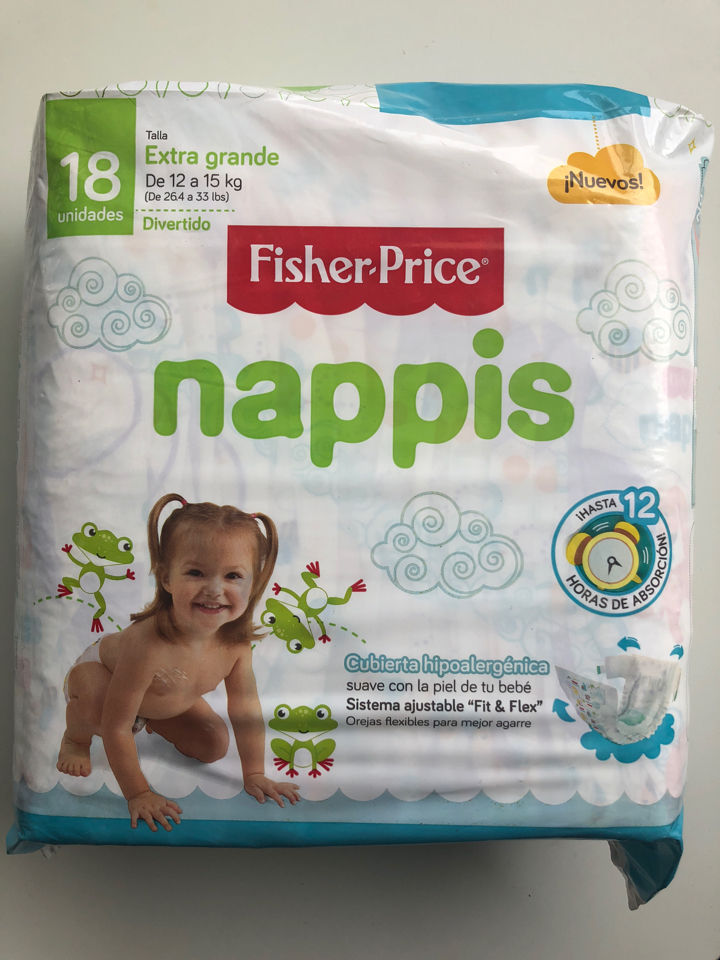 18
unidades
Talla
Extra grande
De 12 a 15 kg
(De 26.4 a 33 lbs)
Divertido
¡Nuevos!
Fisher-Price®
nappis
¡HASTA 12
HORAS DE ABSORCIÓN!
Cubierta hipoalergénica
suave con la piel de tu bebé
Sistema ajustable "Fit & Flex"
Orejas flexibles para mejor agarre